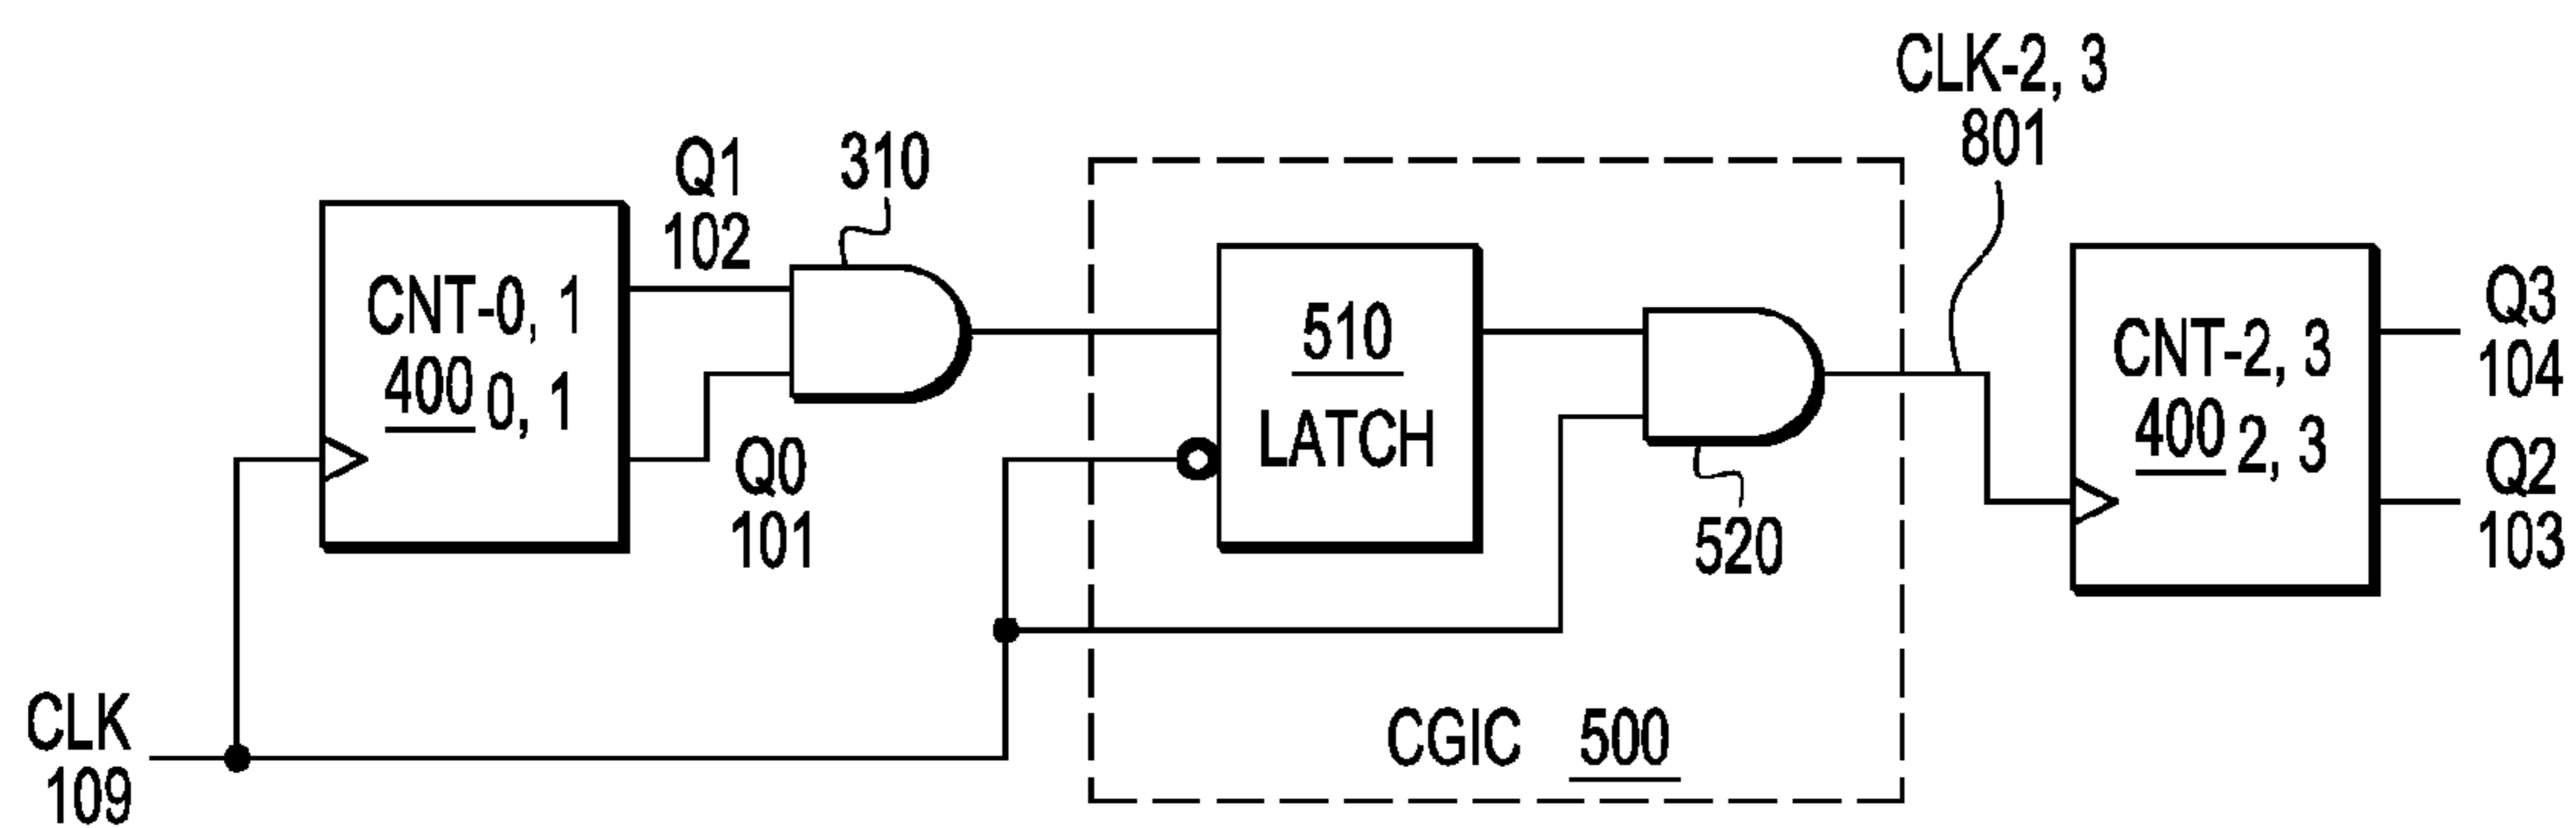 CLK-2, 3
801
Q1
102
310
CNT-0, 1
400 0, 1
Q0
101
510
LATCH
520
CNT-2, 3
400 2, 3
Q3
104
Q2
103
CLK
109
CGIC 500